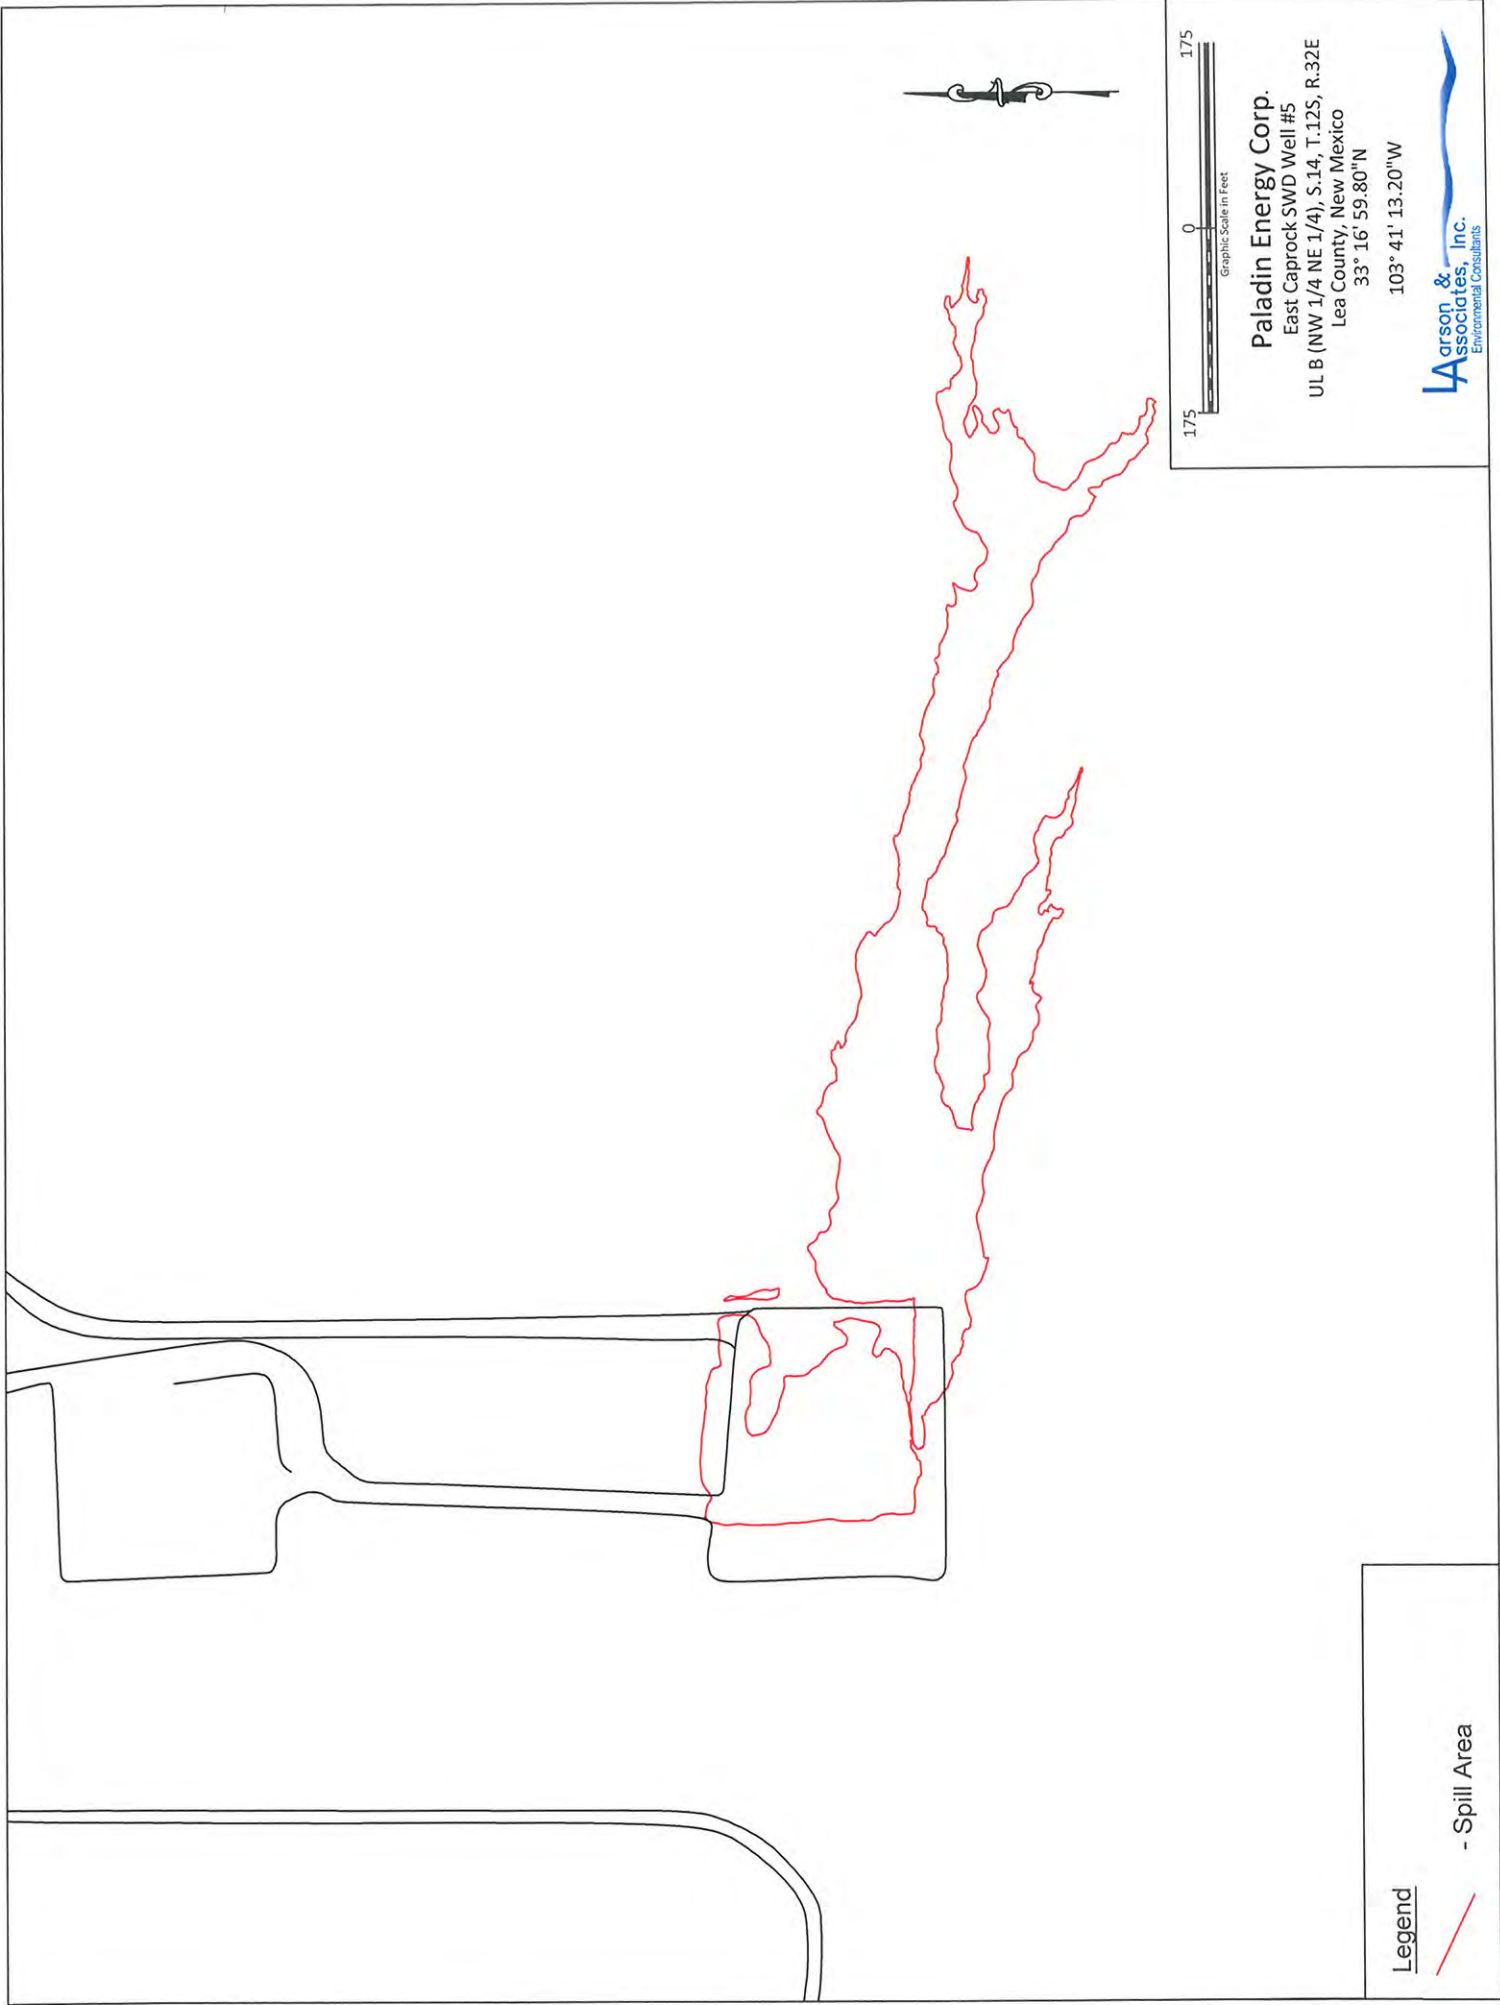 Legend
- Spill Area
175
0
175
Graphic Scale in Feet
Paladin Energy Corp.
East Caprock SWD Well #5
UL B (NW 1/4 NE 1/4), S.14, T.12S, R.32E
Lea County, New Mexico
33° 16' 59.80"N
103° 41' 13.20"W
Larson &
Associates, Inc.
Environmental Consultants